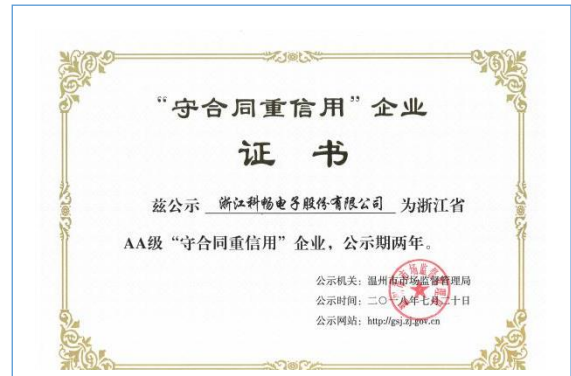 “守合同重信用”企业
证 书
兹公示 浙江科畅电子股份有限公司 为浙江省
AA级“守合同重信用”企业，公示期两年。
公示机关：温州市市场监督管理局
公示时间：二〇一八年七月二十日
公示网站：http://gsj.zj.gov.cn